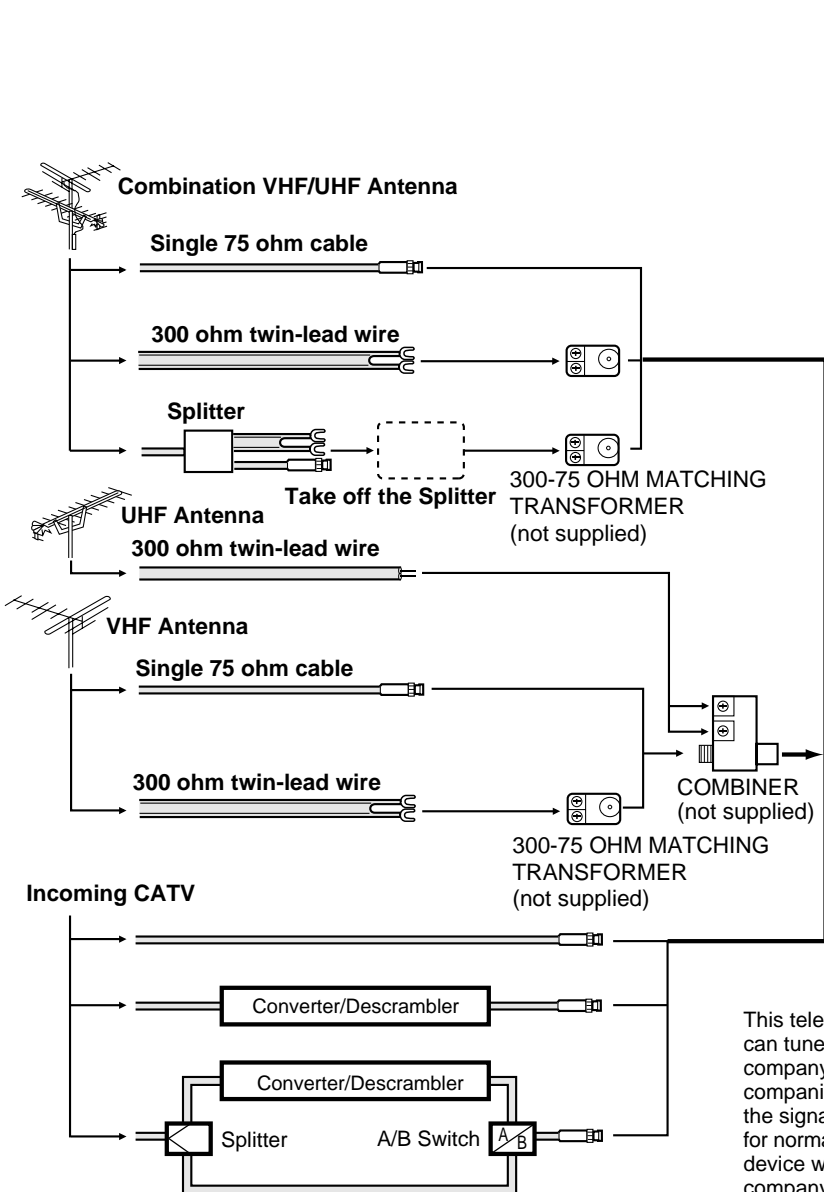 Combination VHF/UHF Antenna
Single 75 ohm cable
300 ohm twin-lead wire
Splitter
Take off the Splitter
300-75 OHM MATCHING
TRANSFORMER
(not supplied)
UHF Antenna
300 ohm twin-lead wire
VHF Antenna
Single 75 ohm cable
300 ohm twin-lead wire
COMBINER
(not supplied)
300-75 OHM MATCHING
TRANSFORMER
(not supplied)
Incoming CATV
Converter/Descrambler
Converter/Descrambler
Splitter
A/B Switch
A
B
This tele
can tune
company
compani
the signa
for norma
device w
company